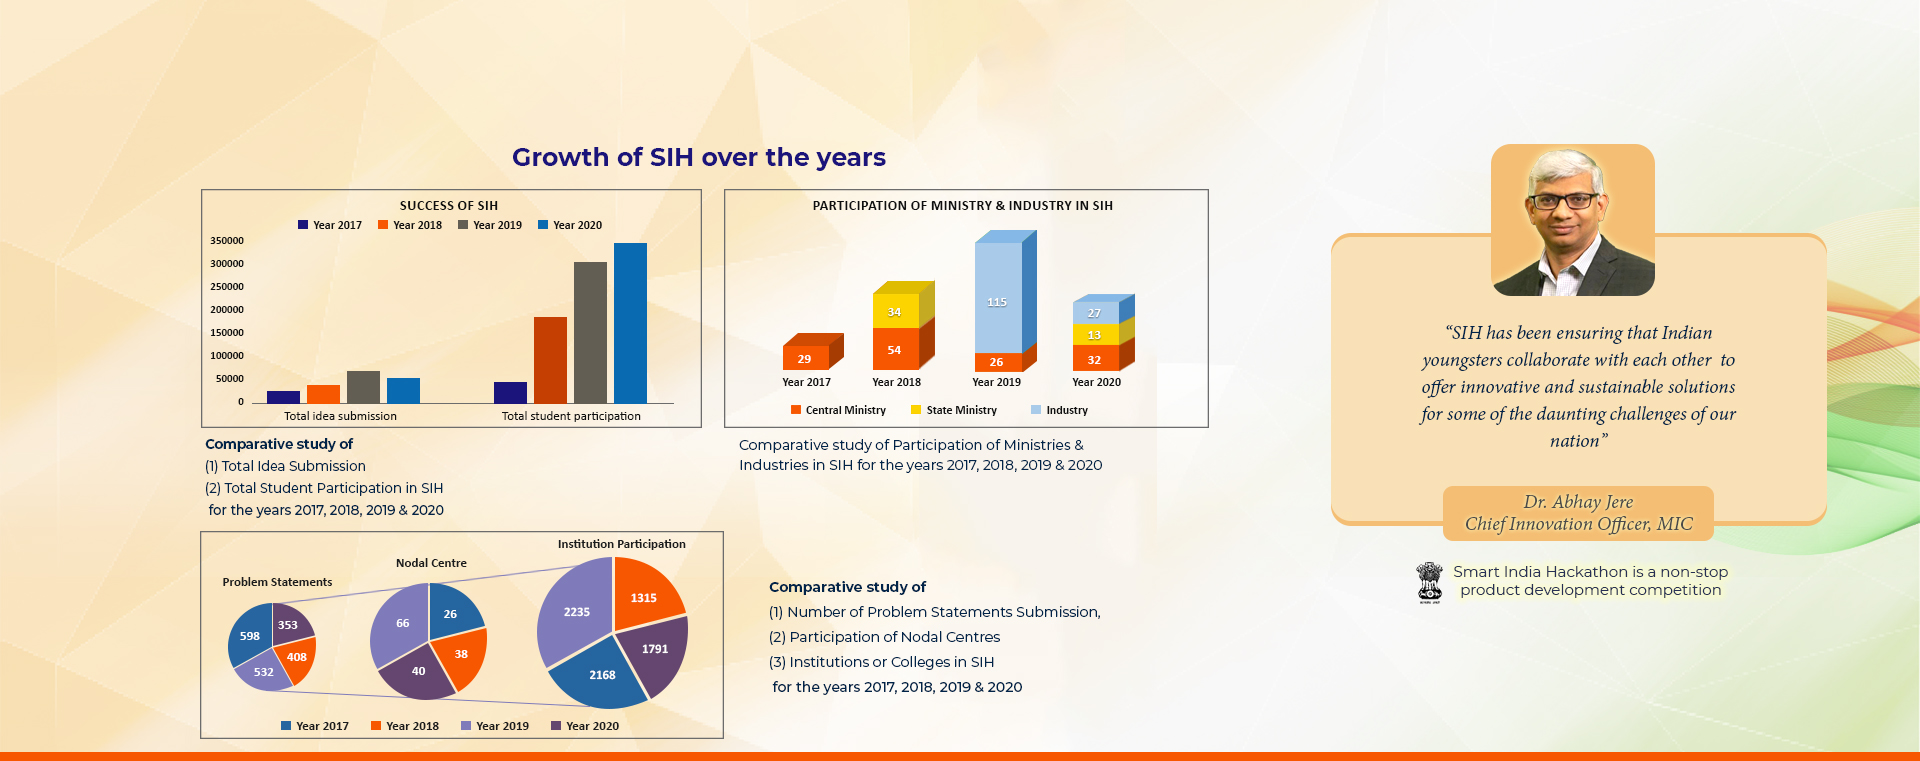 Growth of SIH over the years
SUCCESS OF SIH
Year 2017 Year 2018 Year 2019 Year 2020
350000
300000
250000
200000
150000
100000
50000
0
Total idea submission Total student participation
Comparative study of
(1) Total Idea Submission
(2) Total Student Participation in SIH
for the years 2017, 2018, 2019 & 2020
PARTICIPATION OF MINISTRY & INDUSTRY IN SIH
29
34
54
115
26
27
13
32
Year 2017 Year 2018 Year 2019 Year 2020
Central Ministry State Ministry Industry
Comparative study of Participation of Ministries &
Industries in SIH for the years 2017, 2018, 2019 & 2020
Problem Statements
598 353
408
532
Nodal Centre
66 26
38
40
Institution Participation
2235 1315
1791
2168
Year 2017 Year 2018 Year 2019 Year 2020
Comparative study of
(1) Number of Problem Statements Submission,
(2) Participation of Nodal Centres
(3) Institutions or Colleges in SIH
for the years 2017, 2018, 2019 & 2020
“SIH has been ensuring that Indian
youngsters collaborate with each other to
offer innovative and sustainable solutions
for some of the daunting challenges of our
nation”
Dr. Abhay Jere
Chief Innovation Officer, MIC
Smart India Hackathon is a non-stop
product development competition